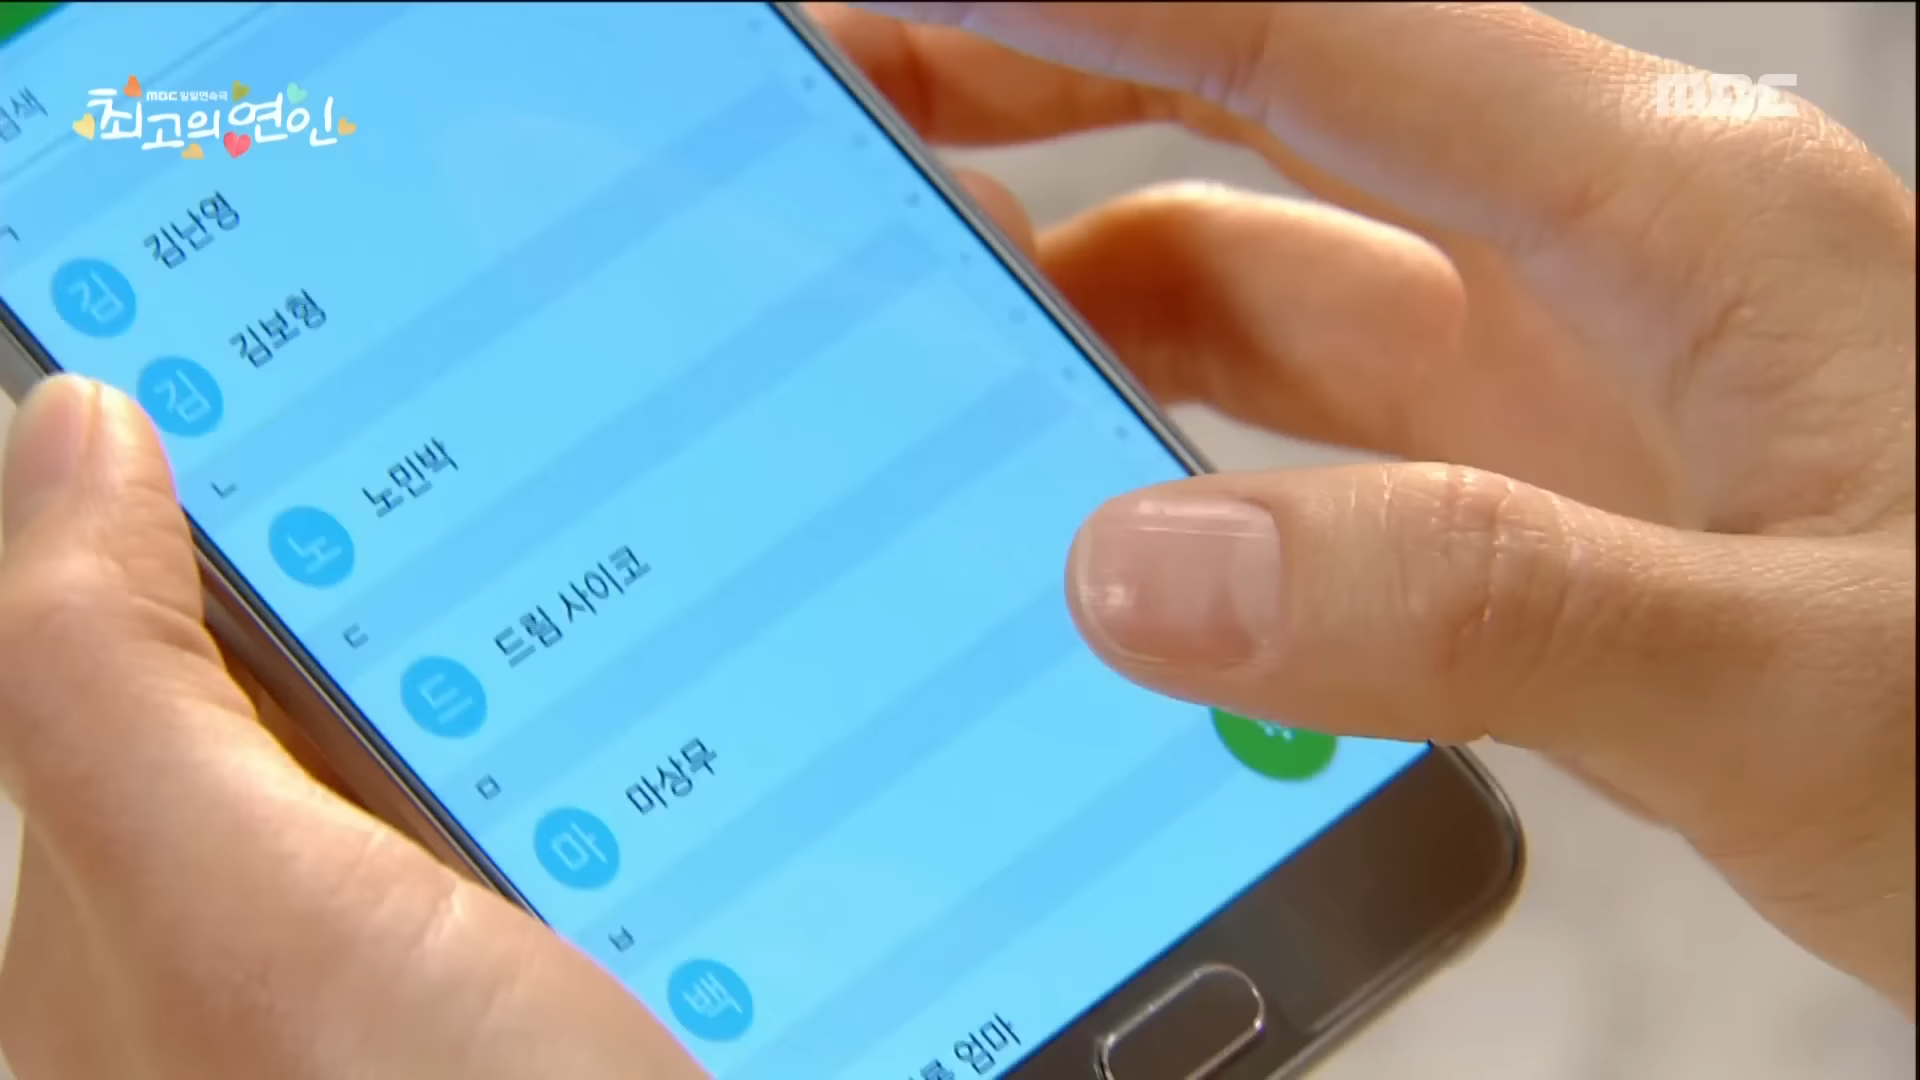 MBC 일일연속극
최고의 연인
MBC
ㄱ
김 김난영
김 김보형
ㄴ
노 노민박
ㄷ
드 드림 사이코
ㅁ
마 마상무
ㅂ
백
엄마